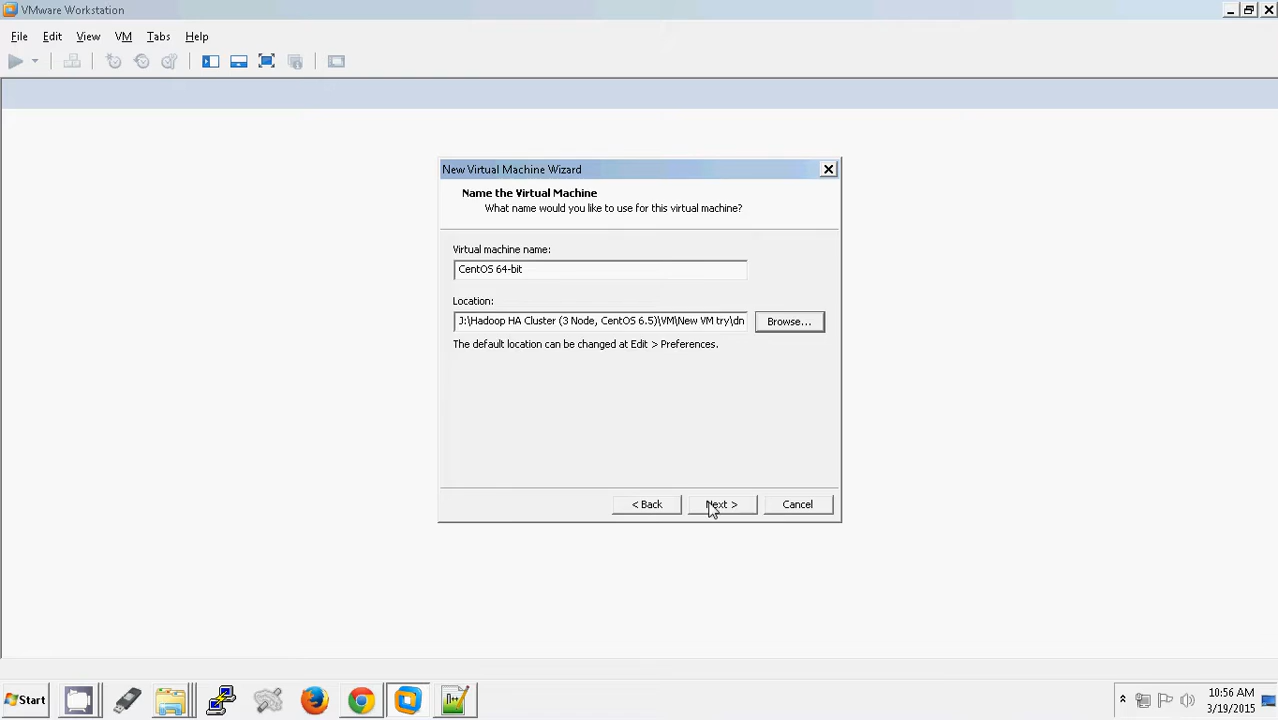 VMware Workstation
File Edit View VM Tabs Help
New Virtual Machine Wizard
Name the Virtual Machine
What name would you like to use for this virtual machine?
Virtual machine name:
CentOS 64-bit
Location:
J:\Hadoop HA Cluster (3 Node, CentOS 6.5)\VM\New VM try\dn
Browse...
The default location can be changed at Edit > Preferences.
< Back Next > Cancel
Start
10:56 AM
3/19/2015